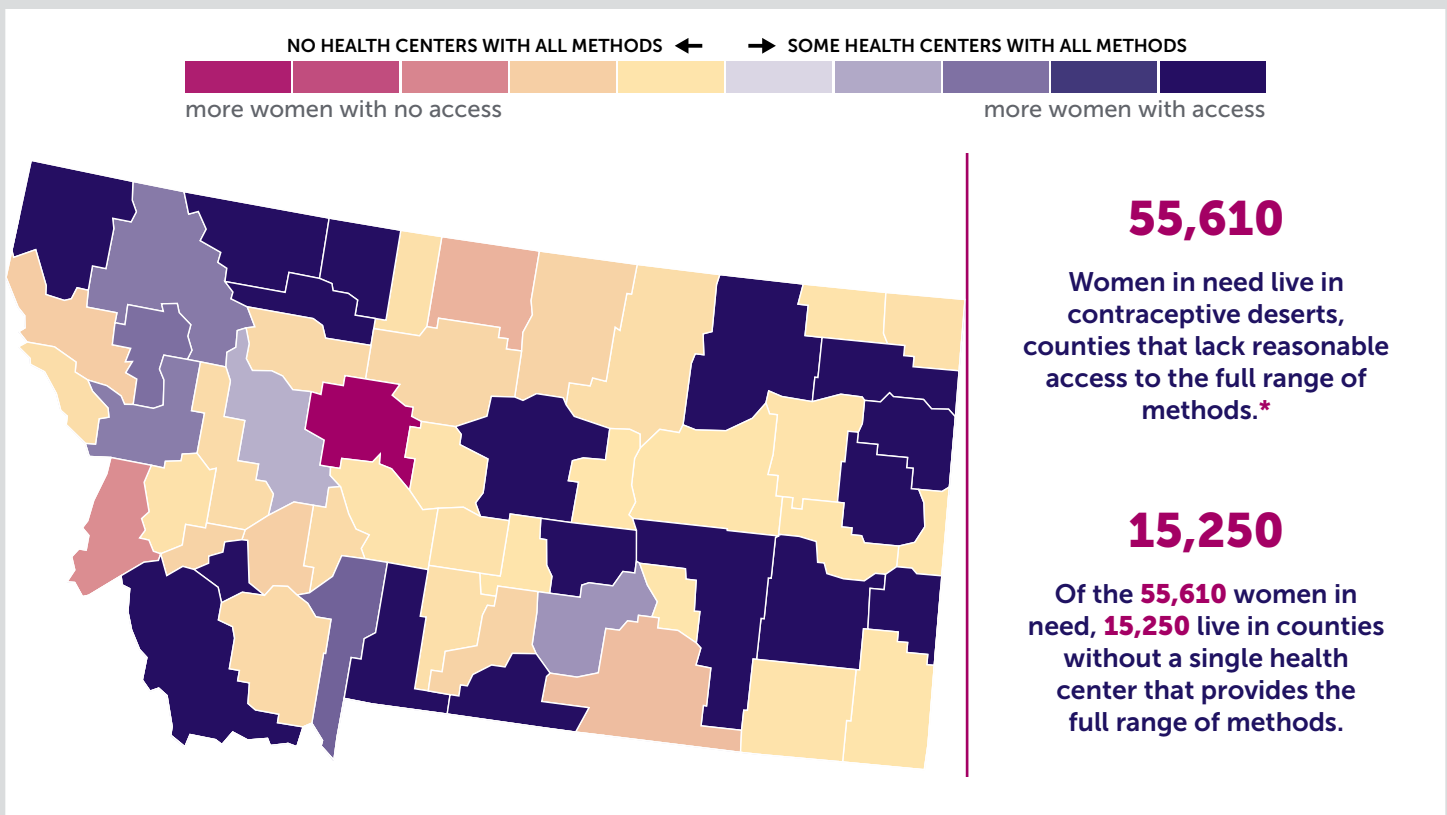 NO HEALTH CENTERS WITH ALL METHODS ← → SOME HEALTH CENTERS WITH ALL METHODS
more women with no access more women with access
55,610
Women in need live in
contraceptive deserts,
counties that lack reasonable
access to the full range of
methods.*
15,250
Of the 55,610 women in
need, 15,250 live in counties
without a single health
center that provides the
full range of methods.